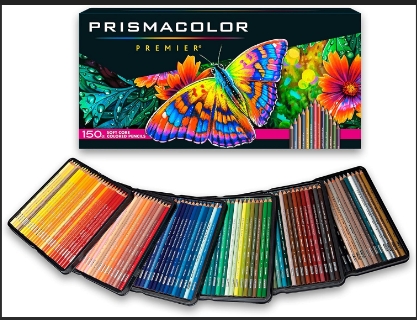 PRISMACOLOR
PREMIER®
150
SOFT CORE
COLORED PENCILS